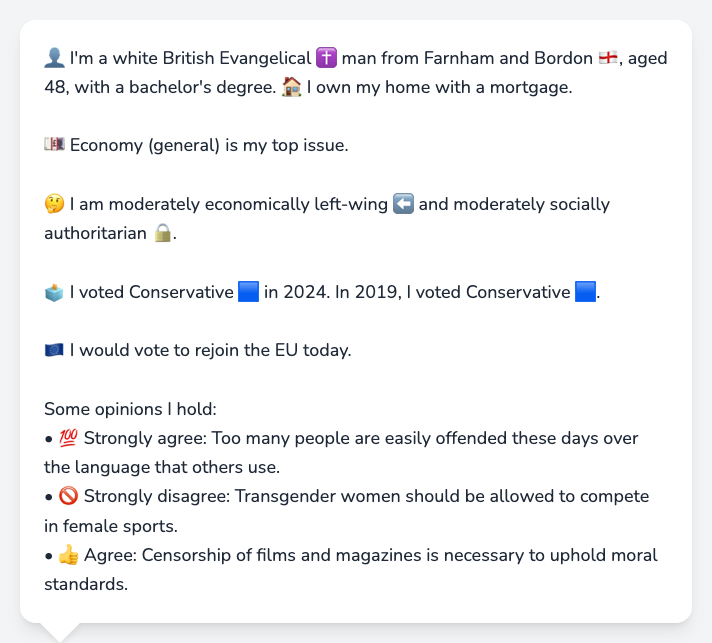 👤 I'm a white British Evangelical ✝️ man from Farnham and Bordon 🏴󠁧󠁢󠁥󠁮󠁧󠁿, aged
48, with a bachelor's degree. 🏠 I own my home with a mortgage.
💷 Economy (general) is my top issue.
🤔 I am moderately economically left-wing ⬅️ and moderately socially
authoritarian 🔒.
🗳️ I voted Conservative 🟦 in 2024. In 2019, I voted Conservative 🟦.
🇪🇺 I would vote to rejoin the EU today.
Some opinions I hold:
• 💯 Strongly agree: Too many people are easily offended these days over
the language that others use.
• 🚫 Strongly disagree: Transgender women should be allowed to compete
in female sports.
• 👍 Agree: Censorship of films and magazines is necessary to uphold moral
standards.